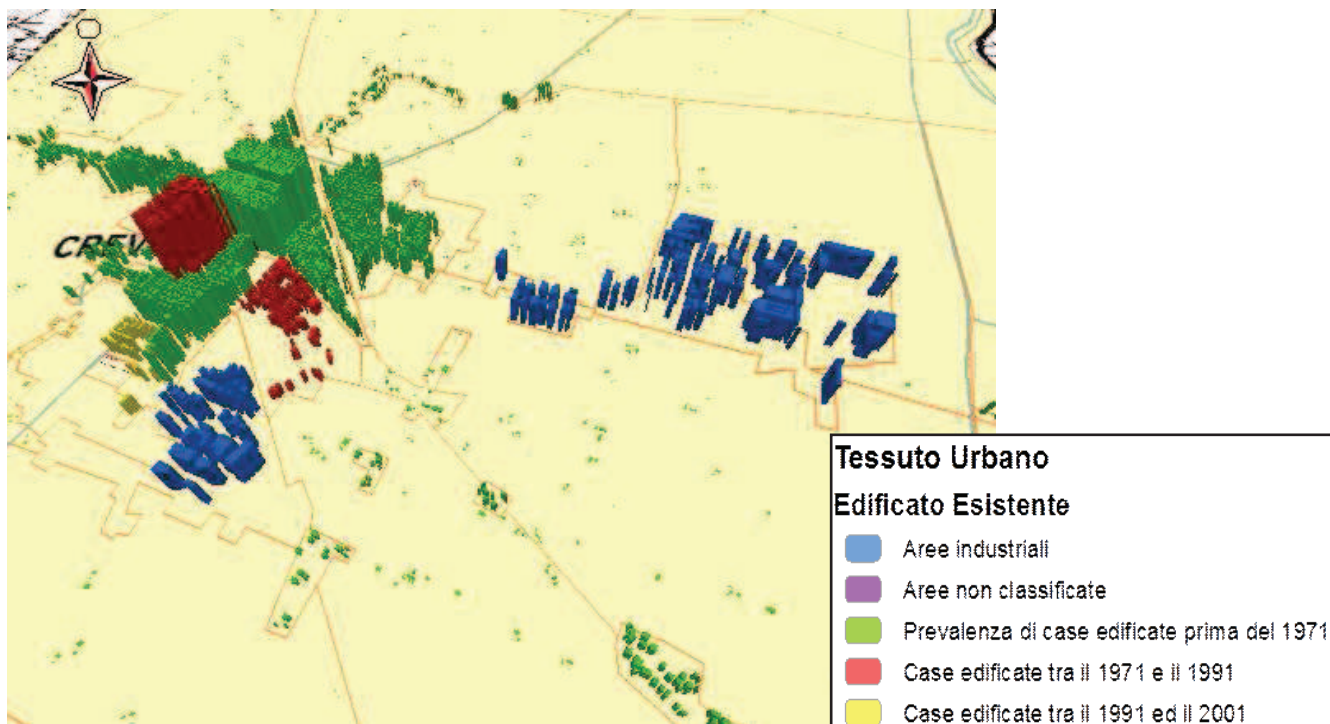 Tessuto Urbano
Edificato Esistente
Aree industriali
Aree non classificate
Prevalenza di case edificate prima del 1971
Case edificate tra il 1971 e il 1991
Case edificate tra il 1991 ed il 2001